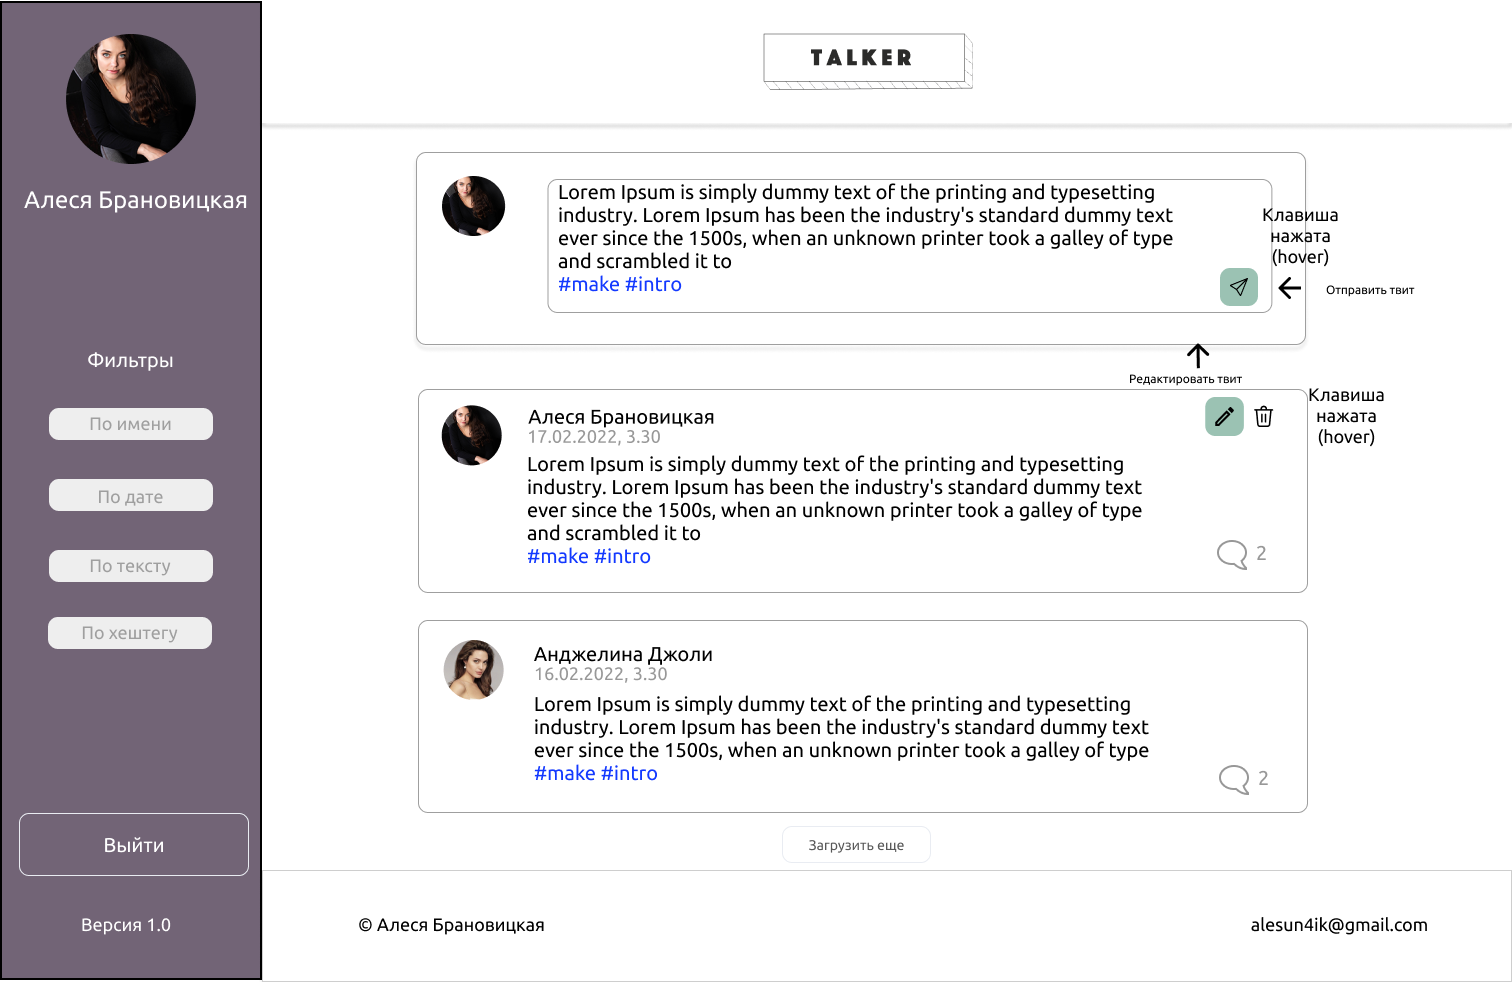 Алеся Брановицкая
Фильтры
По имени
По дате
По тексту
По хештегу
Выйти
Версия 1.0
TALKER
Lorem Ipsum is simply dummy text of the printing and typesetting
industry. Lorem Ipsum has been the industry's standard dummy text
ever since the 1500s, when an unknown printer took a galley of type
and scrambled it to
#make #intro
Клавиша
нажата
(hover)
Отправить твит
Редактировать твит
Алеся Брановицкая
17.02.2022, 3.30
Lorem Ipsum is simply dummy text of the printing and typesetting
industry. Lorem Ipsum has been the industry's standard dummy text
ever since the 1500s, when an unknown printer took a galley of type
and scrambled it to
#make #intro
2
Клавиша
нажата
(hover)
Анджелина Джоли
16.02.2022, 3.30
Lorem Ipsum is simply dummy text of the printing and typesetting
industry. Lorem Ipsum has been the industry's standard dummy text
ever since the 1500s, when an unknown printer took a galley of type
#make #intro
2
Загрузить еще
© Алеся Брановицкая
alesun4ik@gmail.com